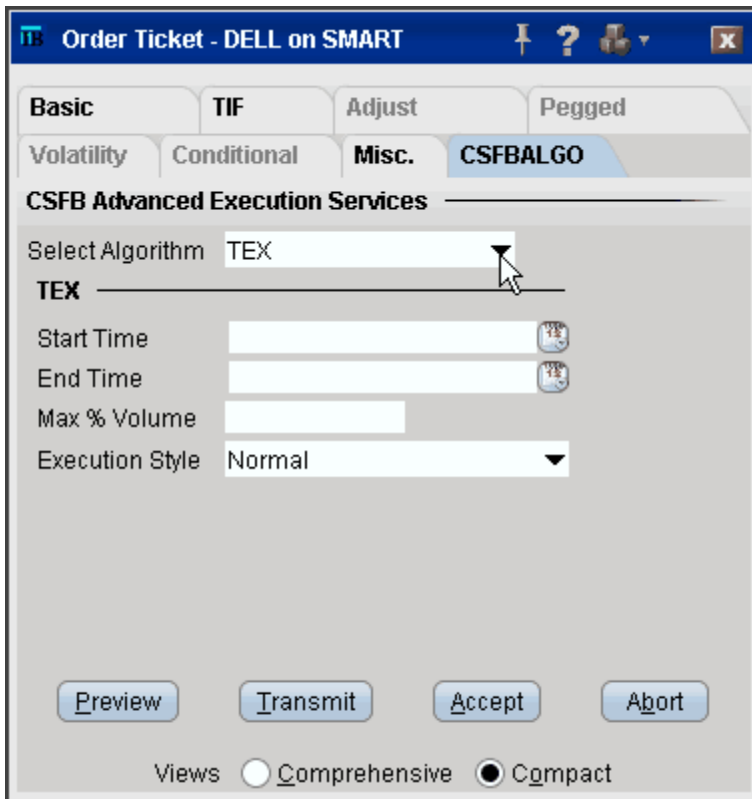 Order Ticket - DELL on SMART
Basic TIF Adjust Pegged
Volatility Conditional Misc. CSFBALGO
CSFB Advanced Execution Services
Select Algorithm TEX
TEX
Start Time
End Time
Max % Volume
Execution Style Normal
Preview Transmit Accept Abort
Views Comprehensive Compact